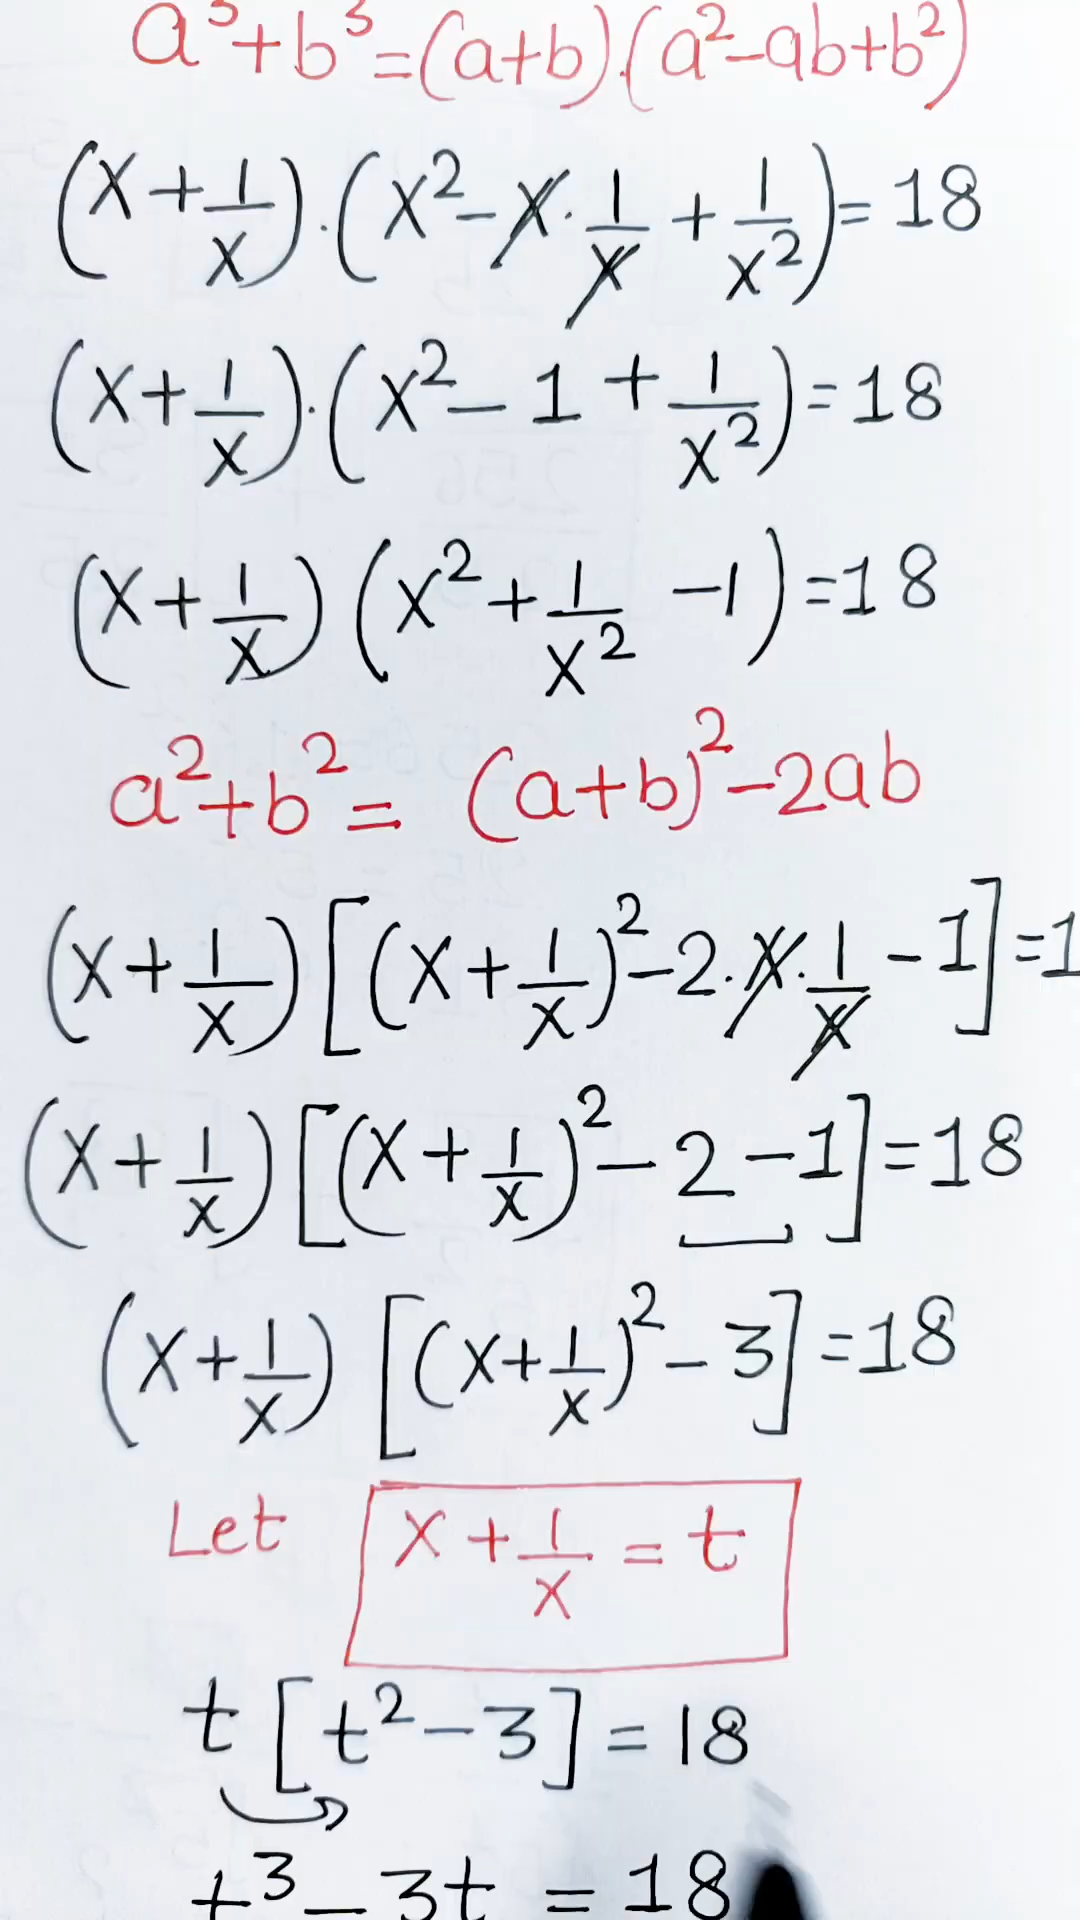 a³+b³=(a+b).(a²-ab+b²)
(x+1/x).(x²-x.1/x+1/x²)=18
(x+1/x).(x²-1+1/x²)=18
(x+1/x)(x²+1/x²-1)=18
a²+b²=(a+b)²-2ab
(x+1/x)[(x+1/x)²-2.x.1/x-1]=1
(x+1/x)[(x+1/x)²-2-1]=18
(x+1/x)[(x+1/x)²-3]=18
Let x+1/x=t
t[t²-3]=18
t³-3t=18